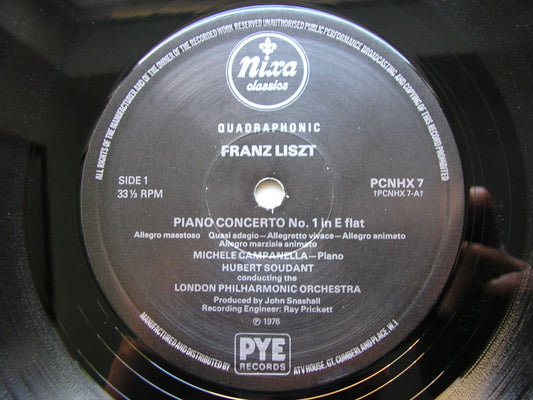 ALL RIGHTS OF THE MANUFACTURER AND OF THE OWNER OF THE RECORDED WORK RESERVED UNAUTHORISED PUBLIC PERFORMANCE BROADCASTING AND COPYING OF THIS RECORD PROHIBITED
Nixa
classics
QUADRAPHONIC
FRANZ LISZT
SIDE 1
33⅓ RPM
PCNHX 7
†PCNHX 7-A†
PIANO CONCERTO No. 1 in E flat
Allegro maestoso Quasi adagio—Allegretto vivace—Allegro animato
Allegro marziale animato
MICHELE CAMPANELLA—Piano
HUBERT SOUDANT
conducting the
LONDON PHILHARMONIC ORCHESTRA
Produced by John Snashall
Recording Engineer: Ray Prickett
℗ 1976
PYE
RECORDS
MANUFACTURED AND DISTRIBUTED BY
ATV HOUSE, GT. CUMBERLAND PLACE, W.1